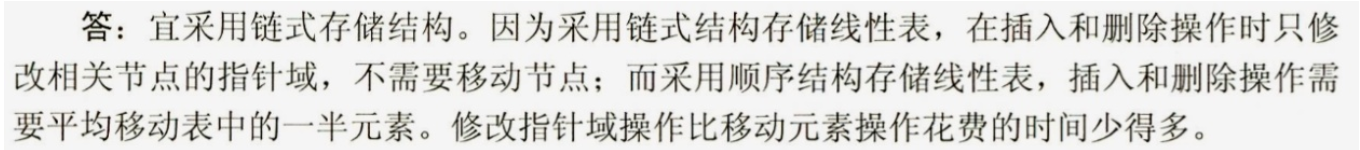 答：宜采用链式存储结构。因为采用链式结构存储线性表，在插入和删除操作时只修
改相关节点的指针域，不需要移动节点；而采用顺序结构存储线性表，插入和删除操作需
要平均移动表中的一半元素。修改指针域操作比移动元素操作花费的时间少得多。